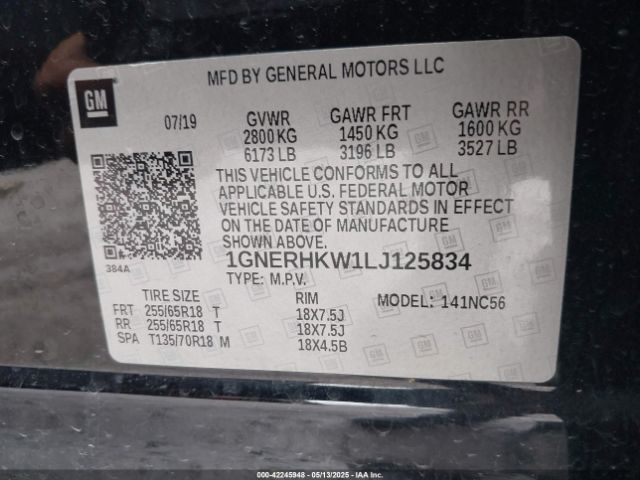 MFD BY GENERAL MOTORS LLC
GM
07/19 GVWR GAWR FRT GAWR RR
2800 KG 1450 KG 1600 KG
6173 LB 3196 LB 3527 LB
THIS VEHICLE CONFORMS TO ALL
APPLICABLE U.S. FEDERAL MOTOR
VEHICLE SAFETY STANDARDS IN EFFECT
ON THE DATE OF MANUFACTURE
SHOWN ABOVE.
384A
1GNERHKW1LJ125834
TYPE: M.P.V.
TIRE SIZE RIM MODEL: 141NC56
FRT 255/65R18 T 18X7.5J
RR 255/65R18 T 18X7.5J
SPA T135/70R18 M 18X4.5B
000-42245948 - 05/13/2025 - IAAI.COM